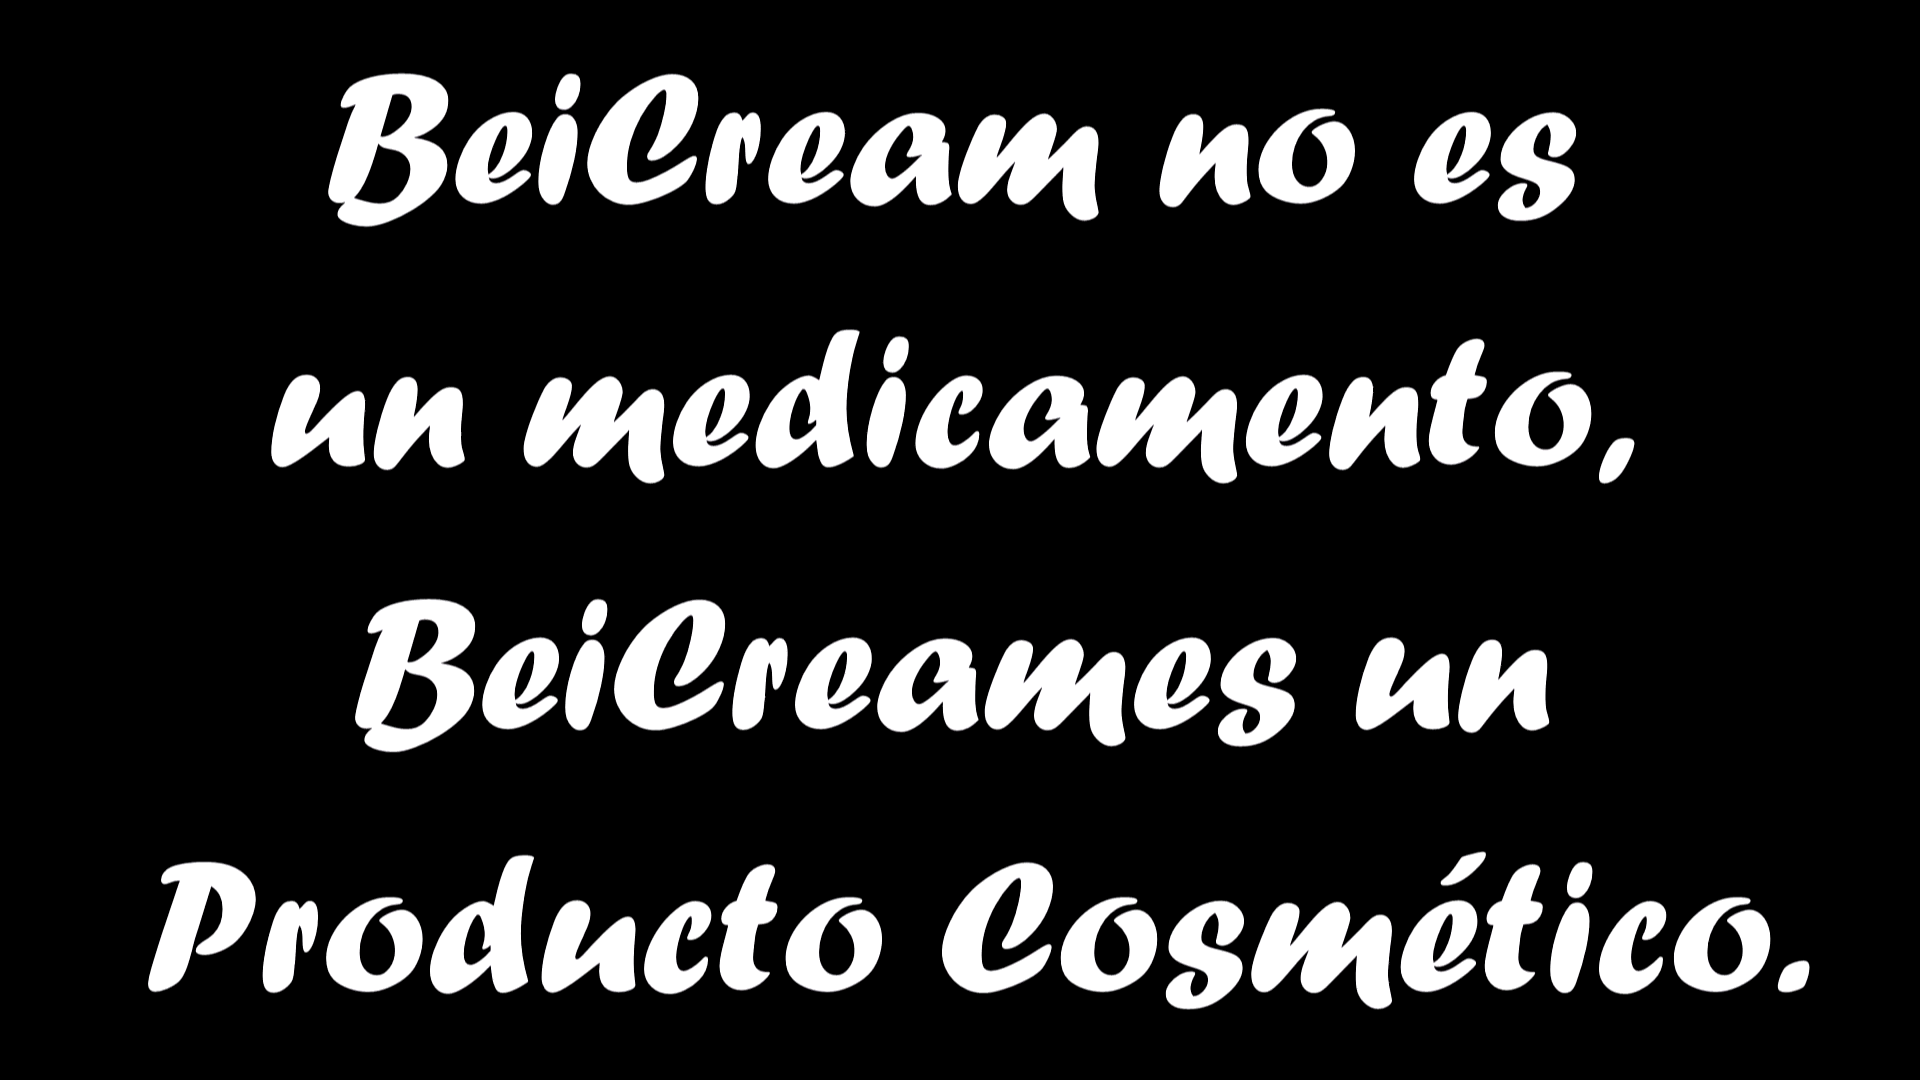 BeiCream no es
un medicamento,
BeiCreames un
Producto Cosmético.